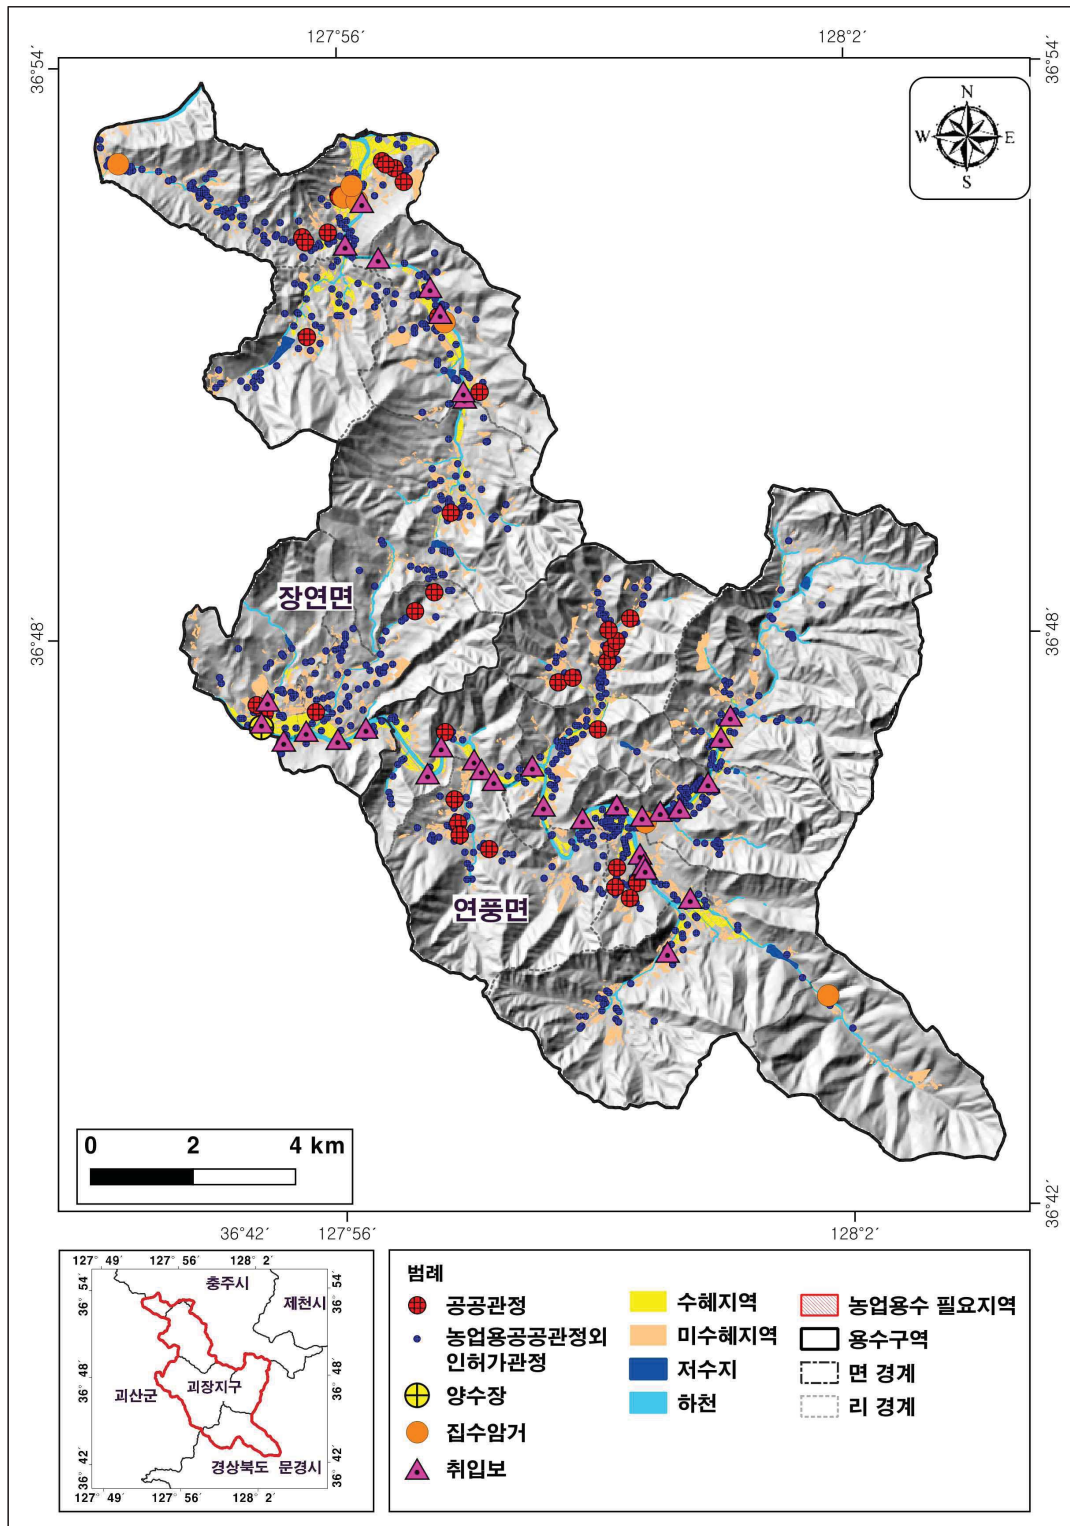 127°56′ 128°2′
36°54′ 36°54′
N
W E
S
장연면
36°48′ 36°48′
연풍면
0 2 4 km
36°42′
36°42′ 127°56′ 128°2′
127° 49′ 127° 56′ 128° 2′
36° 54′ 36° 54′
충주시
제천시
36° 48′ 36° 48′
괴산군 괴장지구
36° 42′ 36° 42′
경상북도 문경시
127° 49′ 127° 56′ 128° 2′
범례
공공관정
농업용공공관정외
인허가관정
양수장
집수암거
취입보
수혜지역
미수혜지역
저수지
하천
농업용수 필요지역
용수구역
면 경계
리 경계